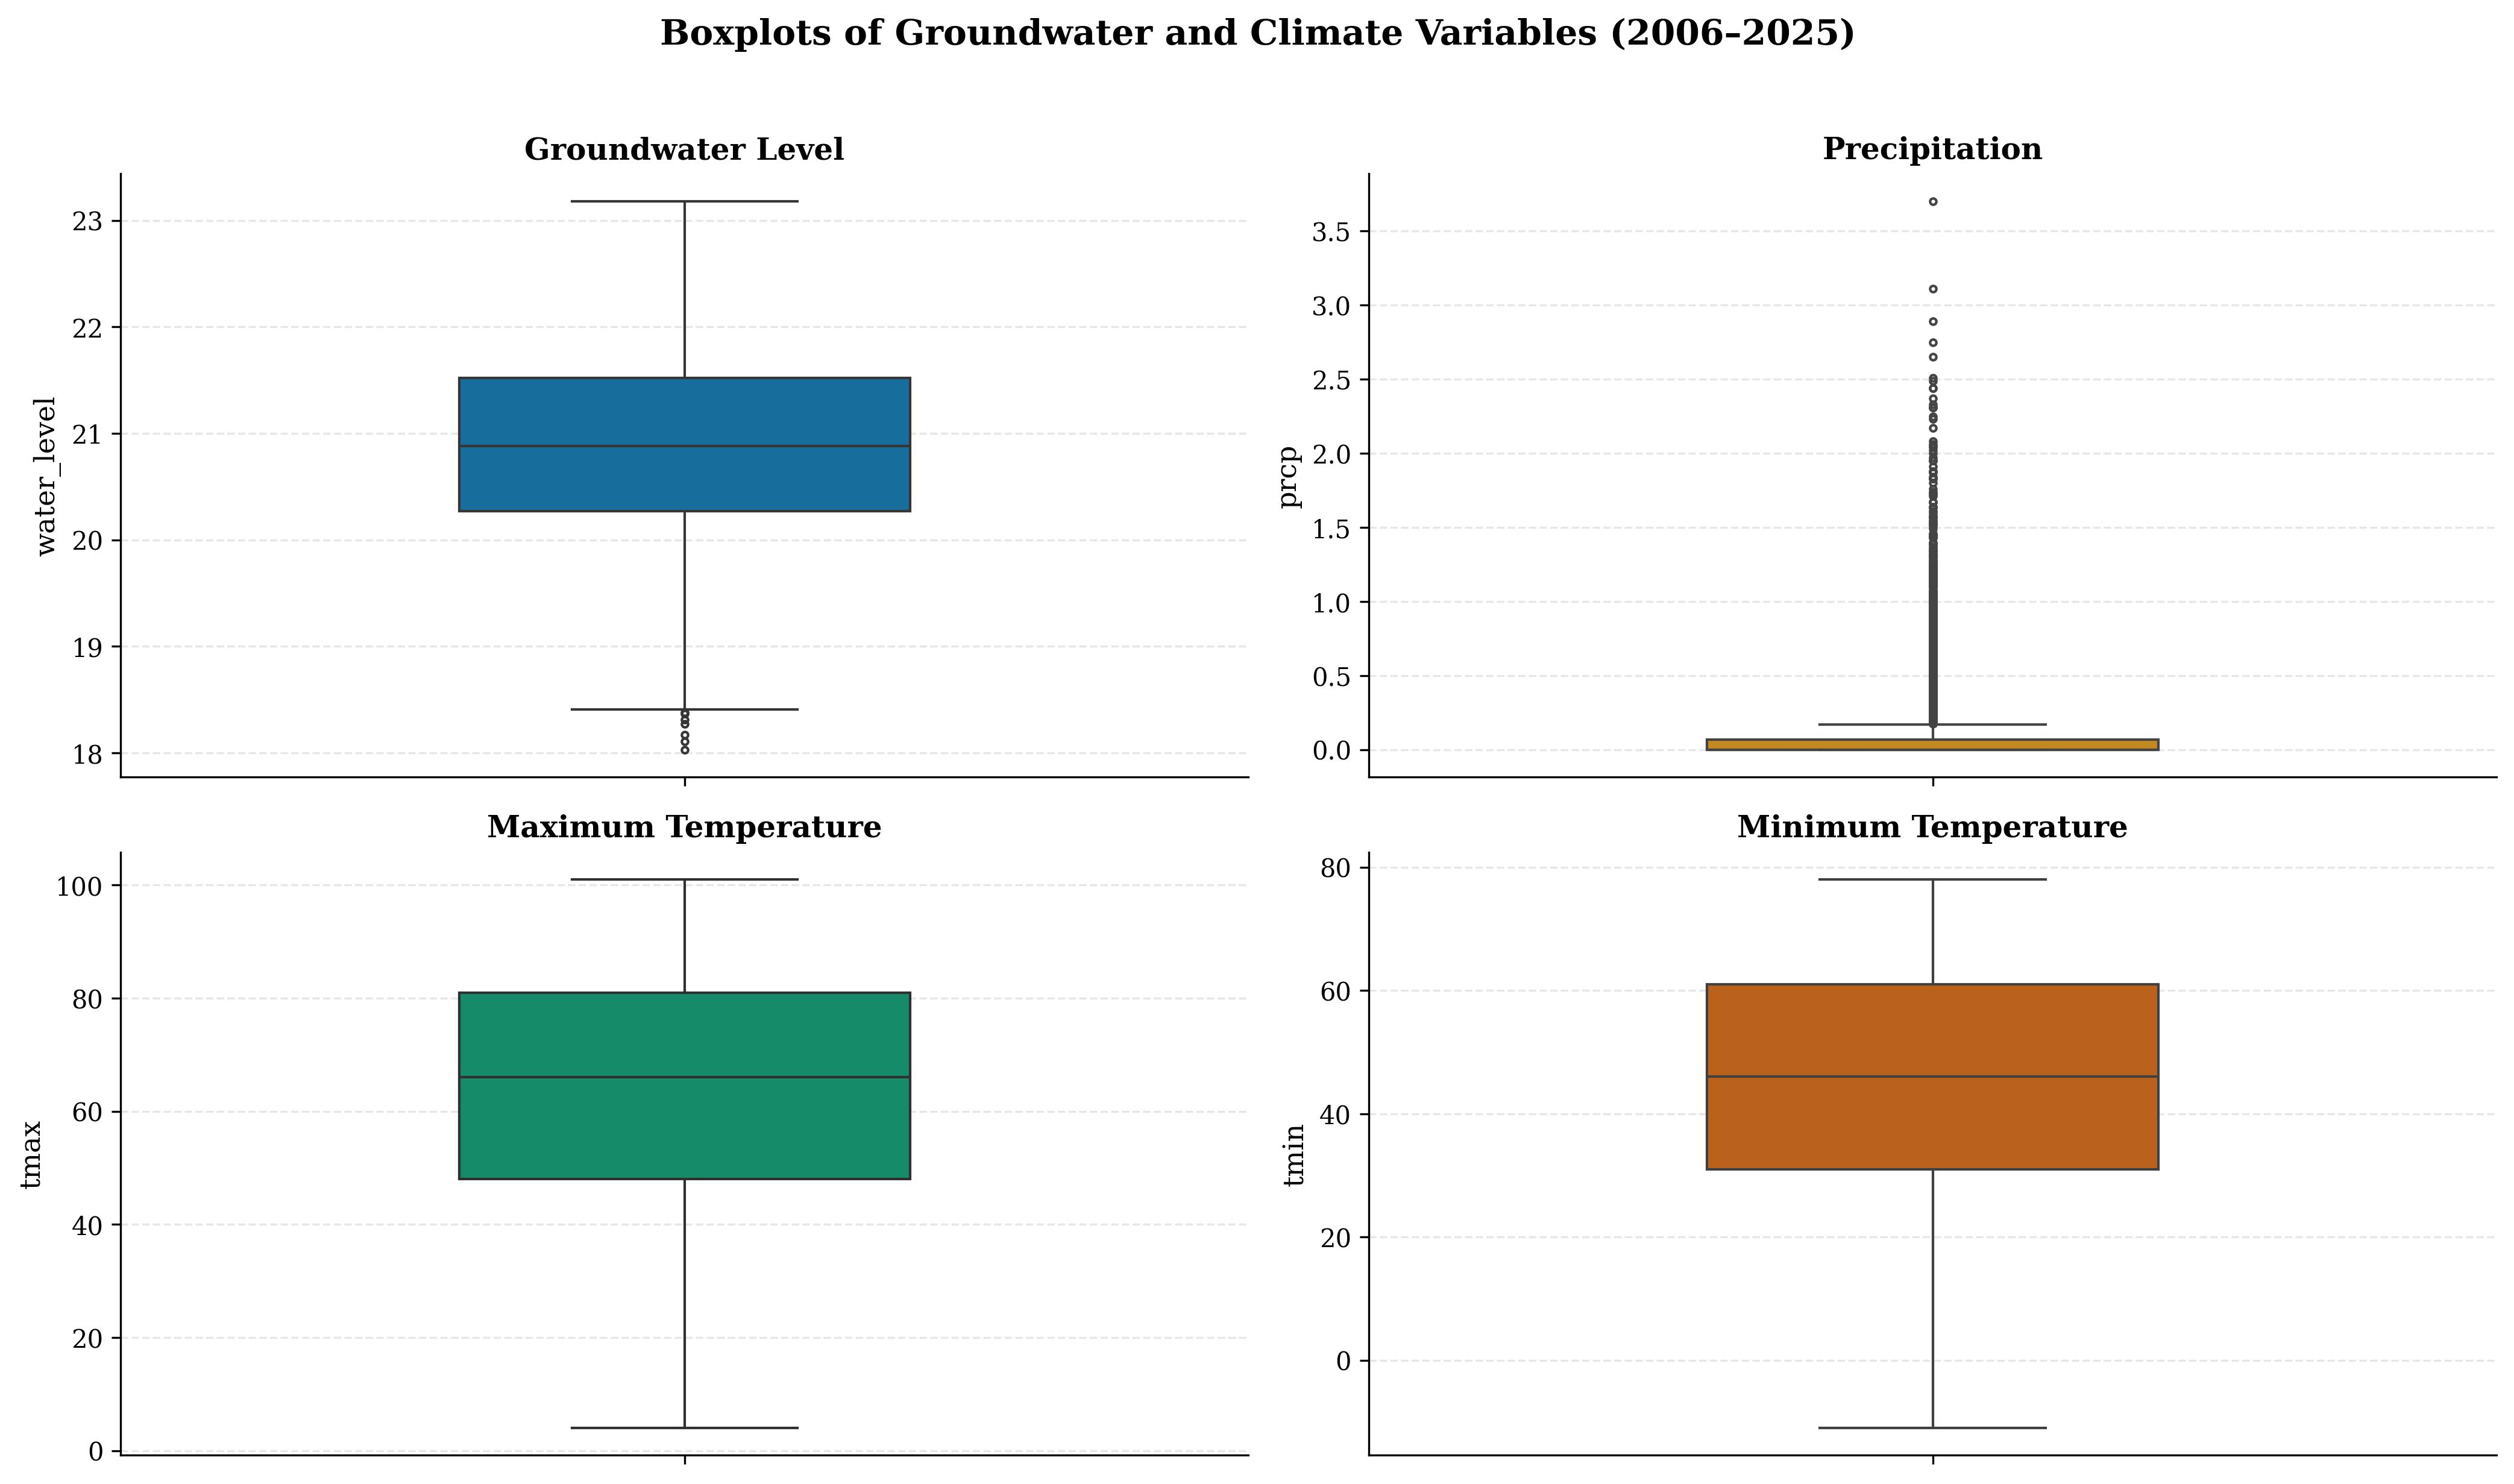 Boxplots of Groundwater and Climate Variables (2006–2025)
Groundwater Level
water_level
23
22
21
20
19
18
Precipitation
prcp
3.5
3.0
2.5
2.0
1.5
1.0
0.5
0.0
Maximum Temperature
tmax
100
80
60
40
20
0
Minimum Temperature
tmin
80
60
40
20
0